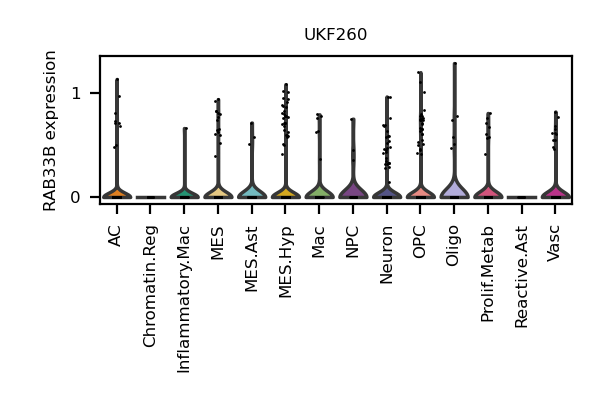 UKF260
RAB33B expression
1
0
AC
Chromatin.Reg
Inflammatory.Mac
MES
MES.Ast
MES.Hyp
Mac
NPC
Neuron
OPC
Oligo
Prolif.Metab
Reactive.Ast
Vasc